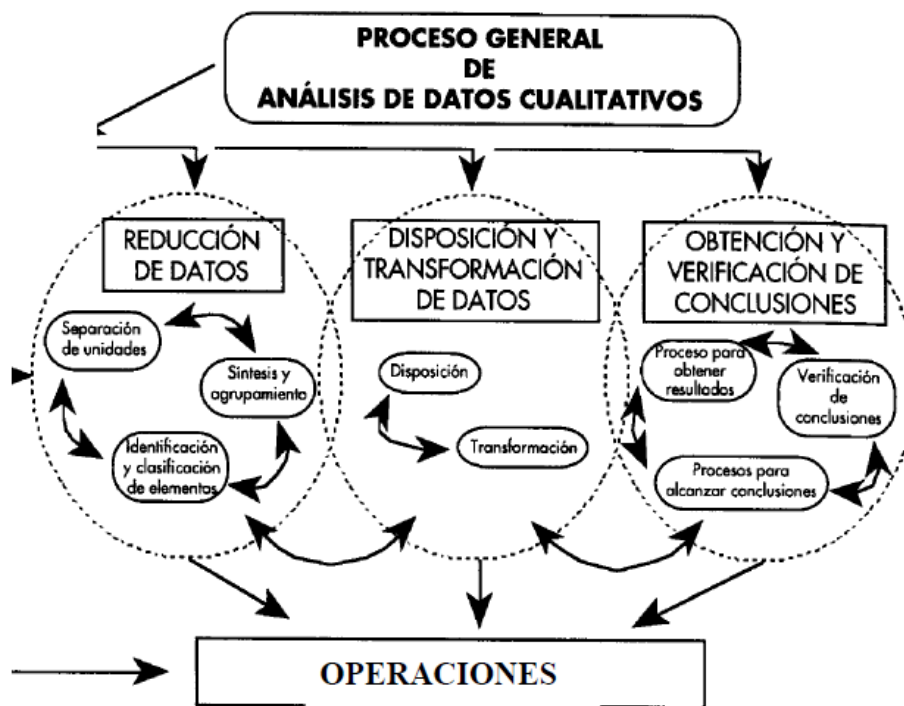 PROCESO GENERAL
DE
ANÁLISIS DE DATOS CUALITATIVOS
REDUCCIÓN
DE DATOS
Separación
de unidades
Síntesis y
agrupamiento
Identificación
y clasificación
de elementos
DISPOSICIÓN Y
TRANSFORMACIÓN
DE DATOS
Disposición
Transformación
OBTENCIÓN Y
VERIFICACIÓN DE
CONCLUSIONES
Proceso para
obtener
resultados
Verificación
de
conclusiones
Procesos para
alcanzar conclusiones
OPERACIONES